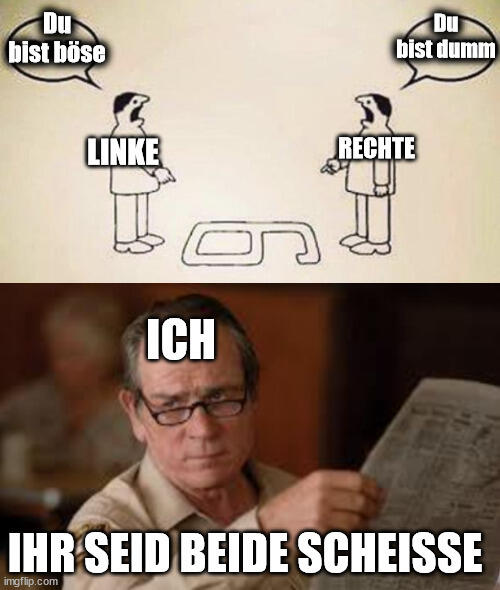 Du
bist böse
Du
bist dumm
LINKE
RECHTE
ICH
IHR SEID BEIDE SCHEISSE
imgflip.com